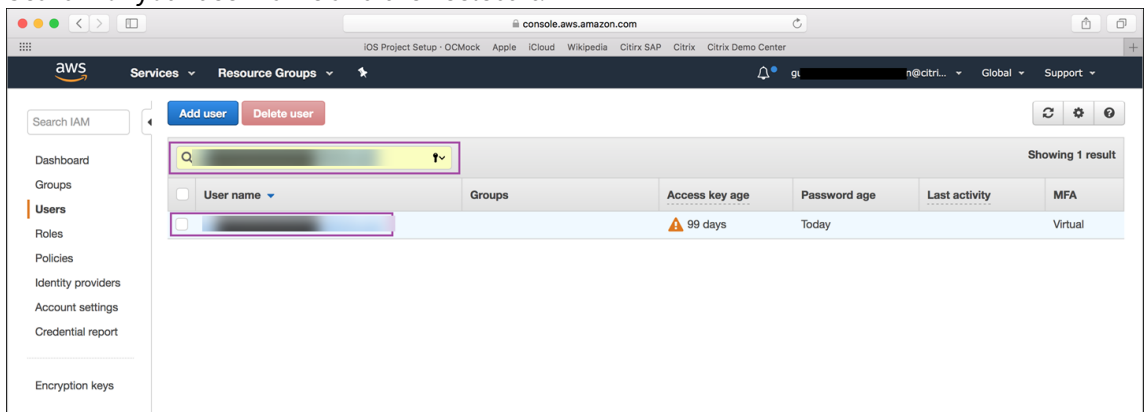 console.aws.amazon.com
iOS Project Setup · OCMock Apple iCloud Wikipedia Citirx SAP Citrix Citrix Demo Center
aws Services Resource Groups n@citri... Global Support
Search IAM
Add user Delete user
Dashboard
Showing 1 result
Groups
User name Groups Access key age Password age Last activity MFA
Users
99 days Today Virtual
Roles
Policies
Identity providers
Account settings
Credential report
Encryption keys